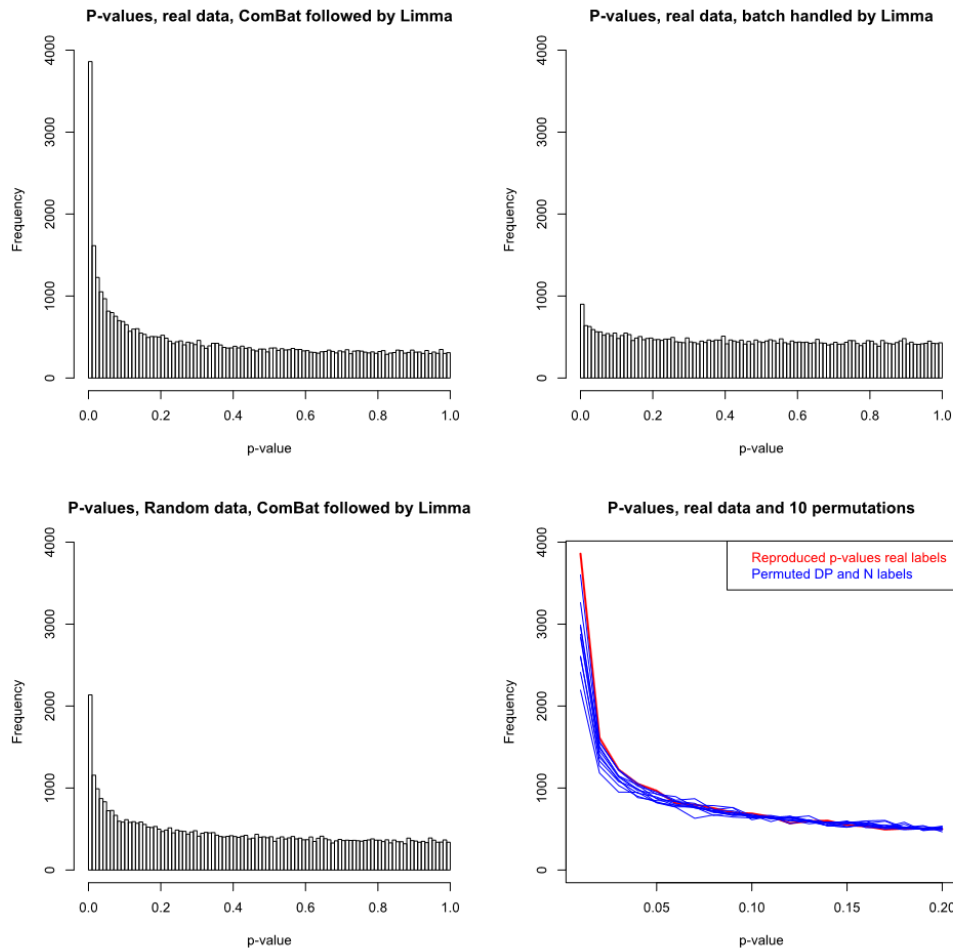 P-values, real data, ComBat followed by Limma
4000
3000
2000
1000
0
Frequency
0.0 0.2 0.4 0.6 0.8 1.0
p-value
P-values, real data, batch handled by Limma
4000
3000
2000
1000
0
Frequency
0.0 0.2 0.4 0.6 0.8 1.0
p-value
P-values, Random data, ComBat followed by Limma
4000
3000
2000
1000
0
Frequency
0.0 0.2 0.4 0.6 0.8 1.0
p-value
P-values, real data and 10 permutations
Reproduced p-values real labels
Permuted DP and N labels
4000
3000
2000
1000
0
Frequency
0.05 0.10 0.15 0.20
p-value